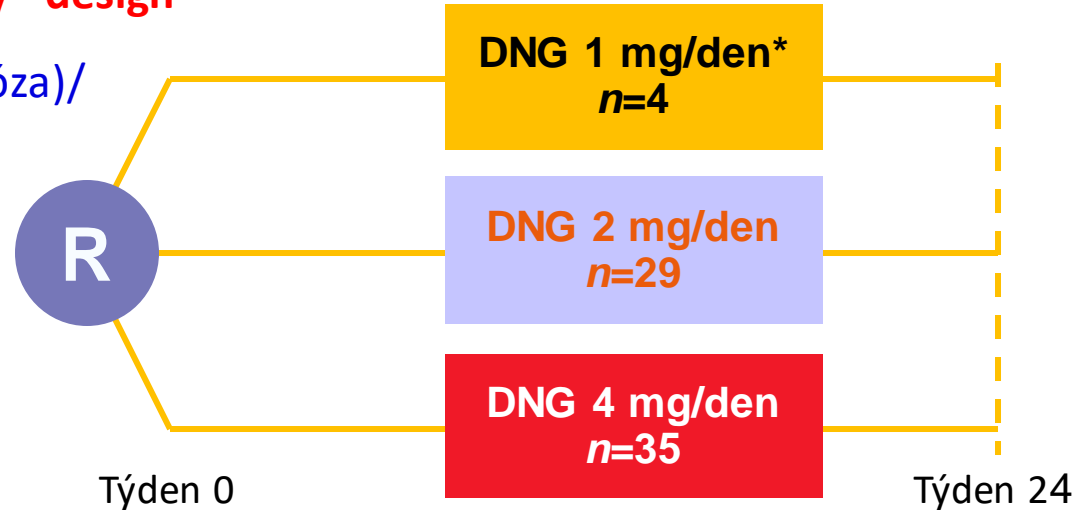 design
DNG 1 mg/den*
n=4
R
DNG 2 mg/den
n=29
DNG 4 mg/den
n=35
Týden 0
Týden 24